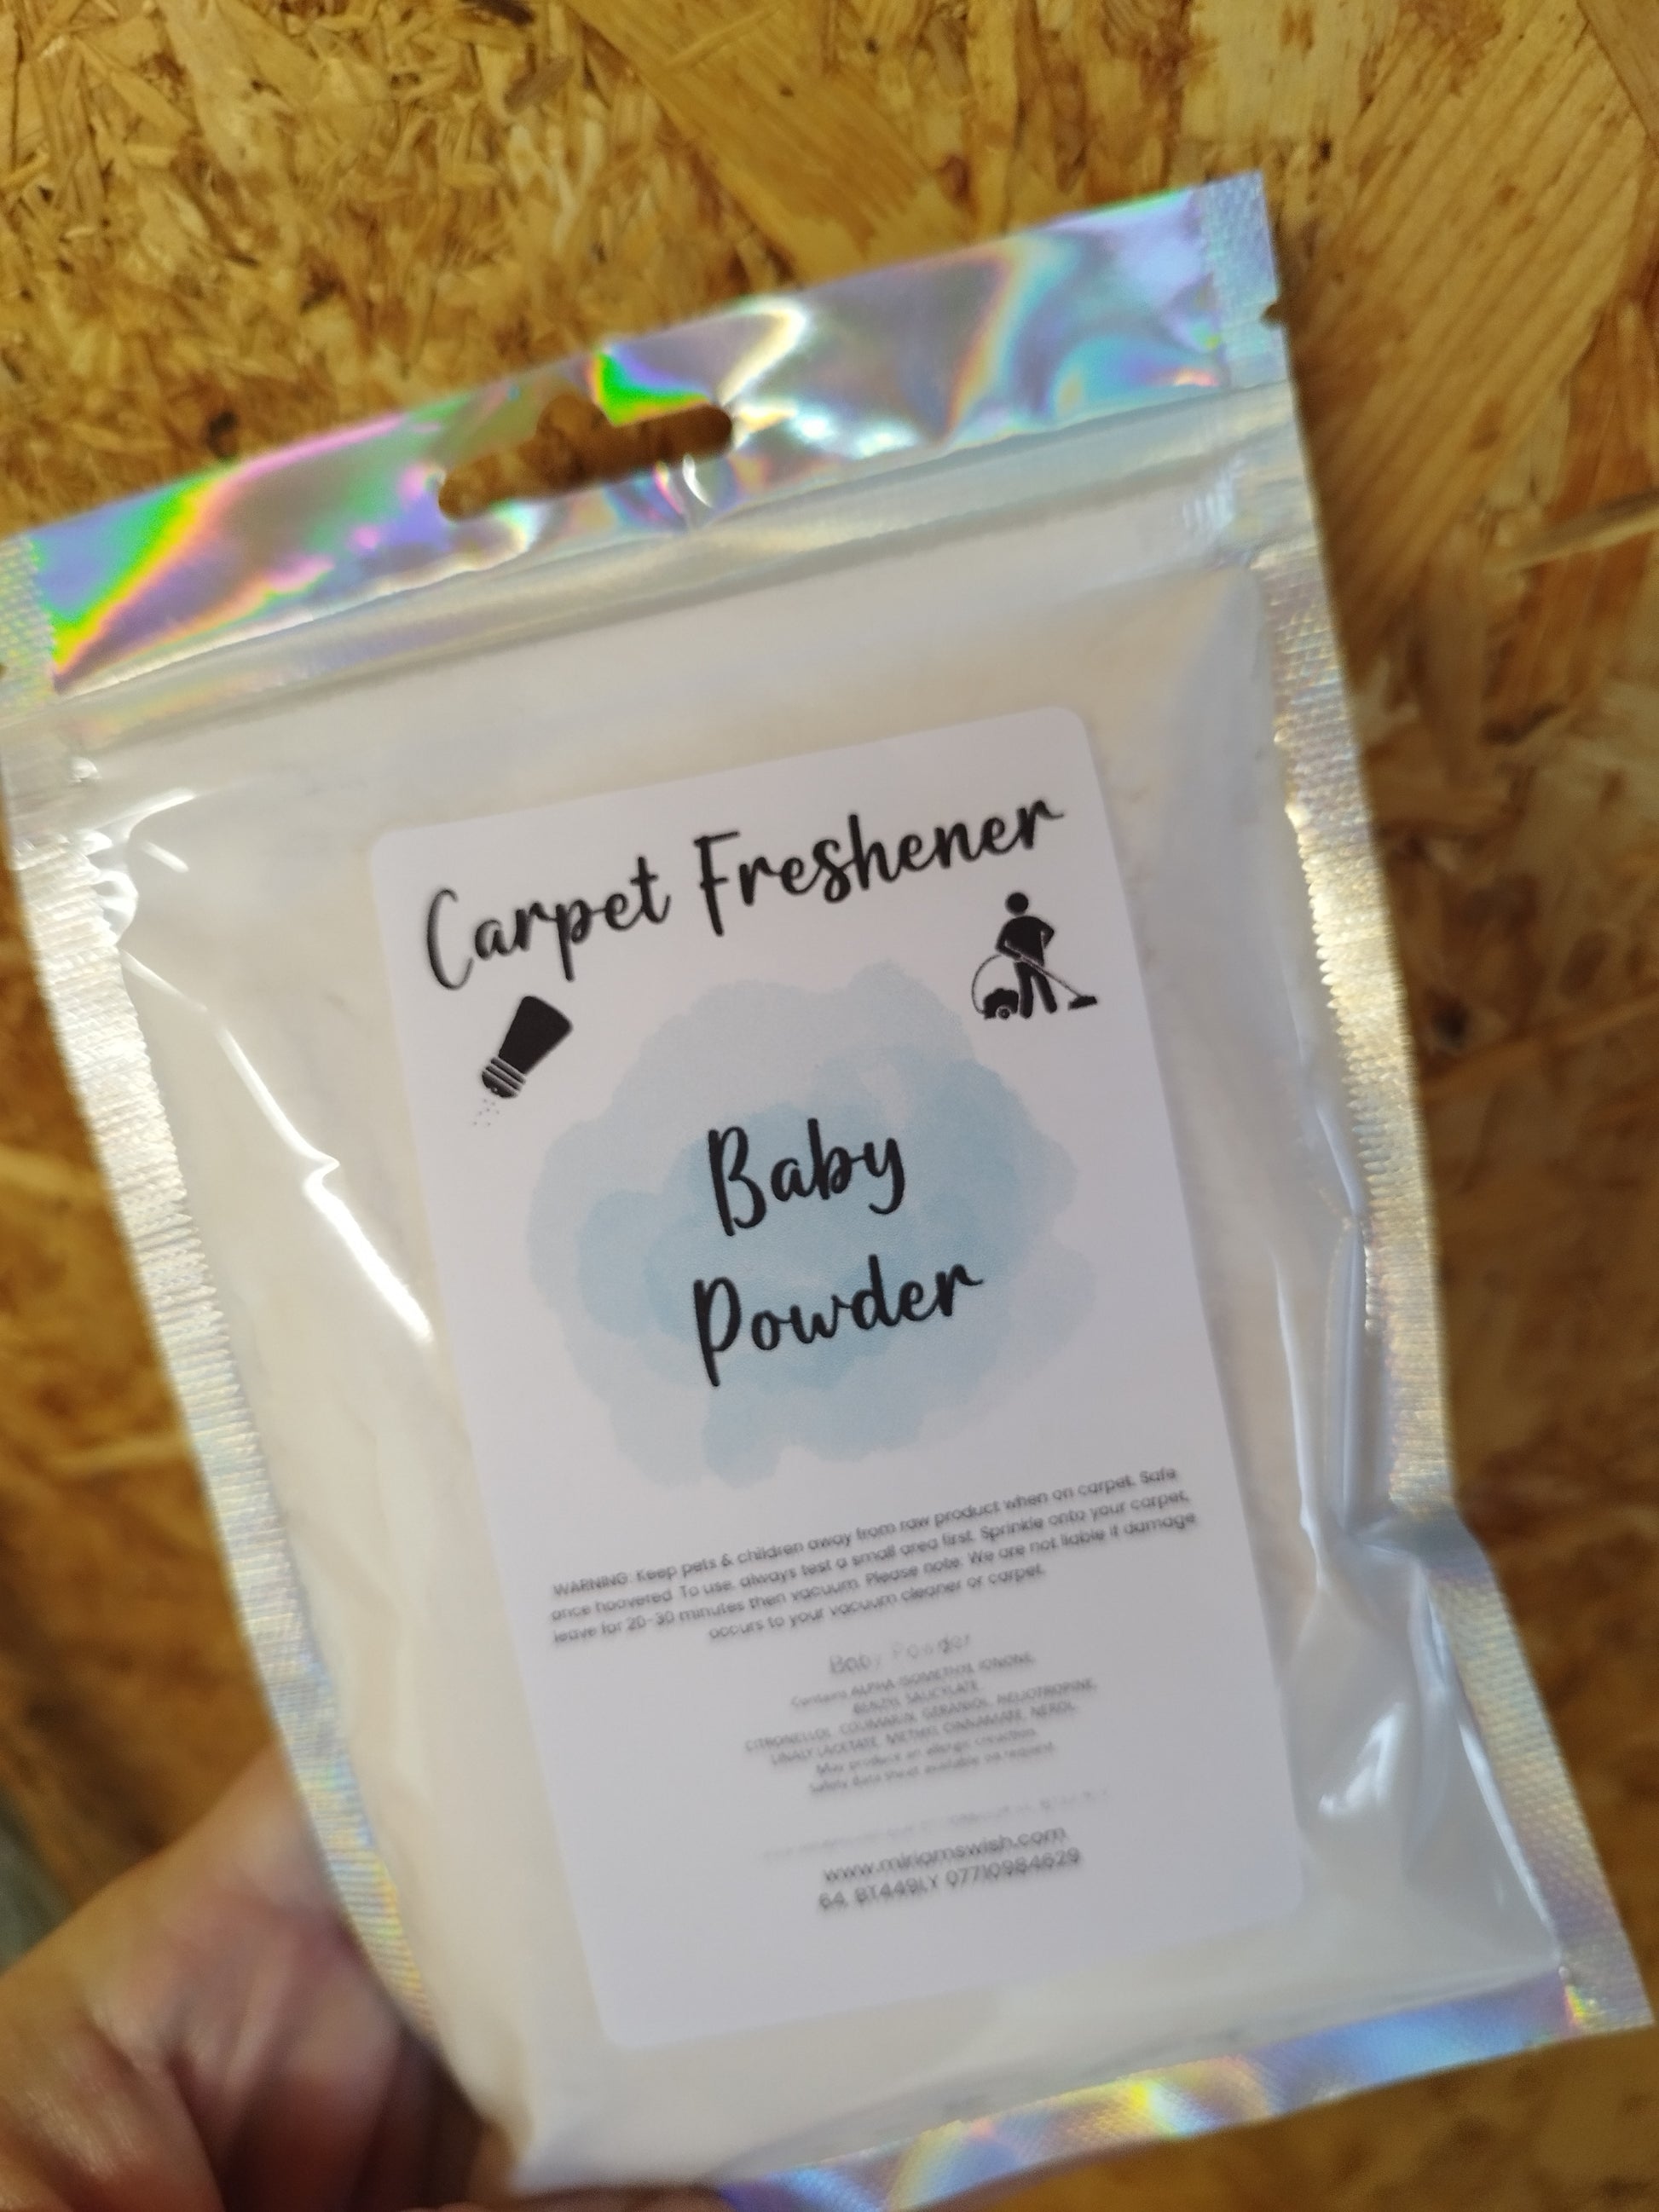 Carpet Freshener
Baby
Powder
WARNING: Keep pets & children away from raw product when on carpet. Safe
once hoovered. To use, always test a small area first. Sprinkle onto your carpet,
leave for 20-30 minutes then vacuum. Please note: We are not liable if damage
occurs to your vacuum cleaner or carpet.
Baby Powder
Contains ALPHA ISOMETHYL IONONE,
BENZYL SALICYLATE,
CITRONELLOL, COUMARIN, GERANIOL, HELIOTROPINE,
LINALY LACETATE, METHYL CINNAMATE, NEROL.
May produce an allergic reaction.
Safety data sheet available on request.
www.miriamswish.com
64, BT449LY 07710984629